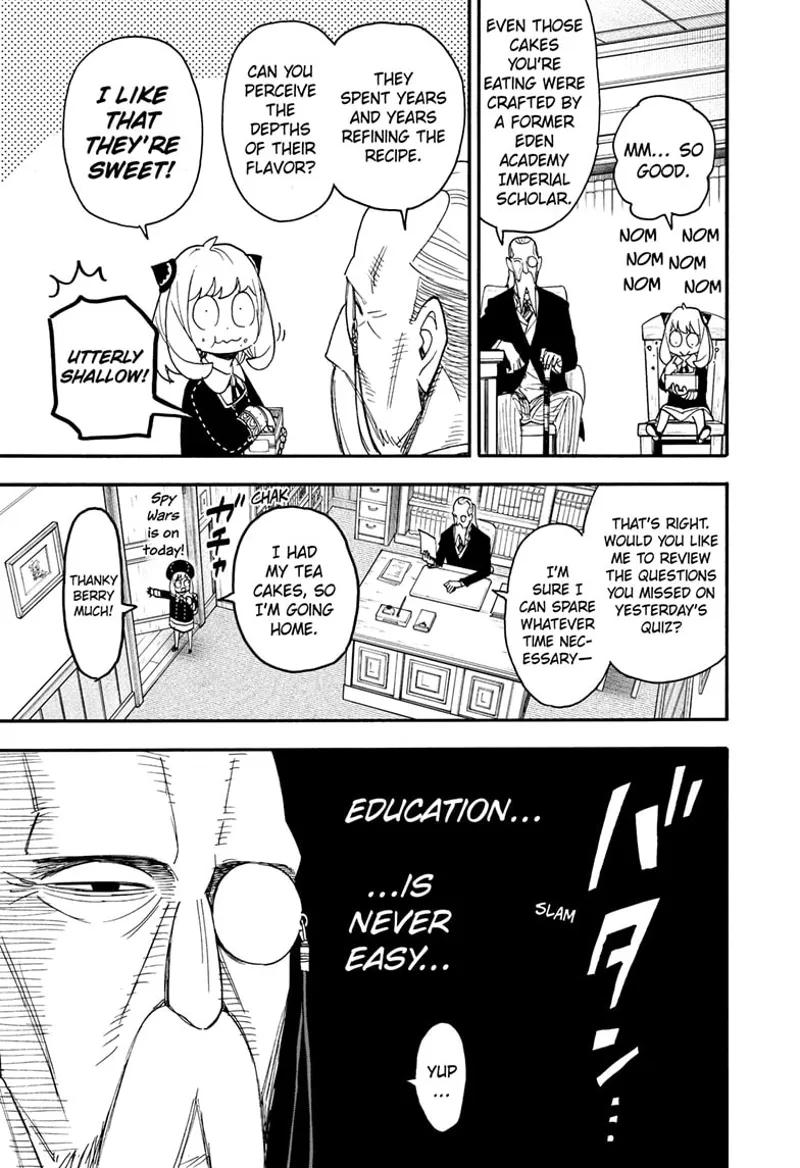 EVEN THOSE
CAKES
YOU'RE
EATING WERE
CRAFTED BY
A FORMER
EDEN
ACADEMY
IMPERIAL
SCHOLAR.
MM... SO
GOOD.
NOM
NOM
NOM
NOM
NOM
NOM
THEY
SPENT YEARS
AND YEARS
REFINING THE
RECIPE.
CAN YOU
PERCEIVE
THE
DEPTHS
OF THEIR
FLAVOR?
I LIKE
THAT
THEY'RE
SWEET!
UTTERLY
SHALLOW!
THAT'S RIGHT.
WOULD YOU LIKE
ME TO REVIEW
THE QUESTIONS
YOU MISSED ON
YESTERDAY'S
QUIZ?
I'M
SURE I
CAN SPARE
WHATEVER
TIME NEC-
ESSARY—
I HAD
MY TEA
CAKES, SO
I'M GOING
HOME.
CHAK
ガチャ
SPY
WARS
IS ON
TODAY!
THANKY
BERRY
MUCH!
バタン…
SLAM
EDUCATION...
...IS
NEVER
EASY...
YUP
...